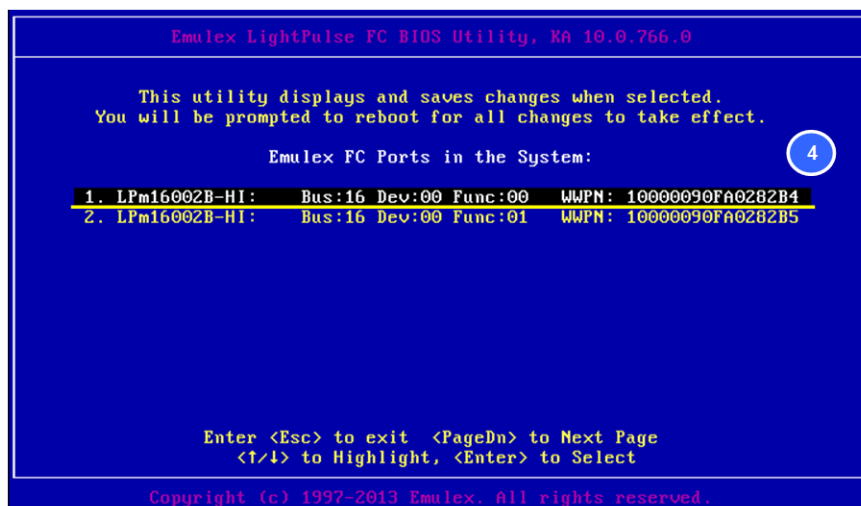 Emulex LightPulse FC BIOS Utility, KA 10.0.766.0
This utility displays and saves changes when selected.
You will be prompted to reboot for all changes to take effect.
Emulex FC Ports in the System:
4
1. LPm16002B-HI: Bus:16 Dev:00 Func:00 WWPN: 10000090FA0282B4
2. LPm16002B-HI: Bus:16 Dev:00 Func:01 WWPN: 10000090FA0282B5
Enter <Esc> to exit <PageDn> to Next Page
<↑/↓> to Highlight, <Enter> to Select
Copyright (c) 1997-2013 Emulex. All rights reserved.